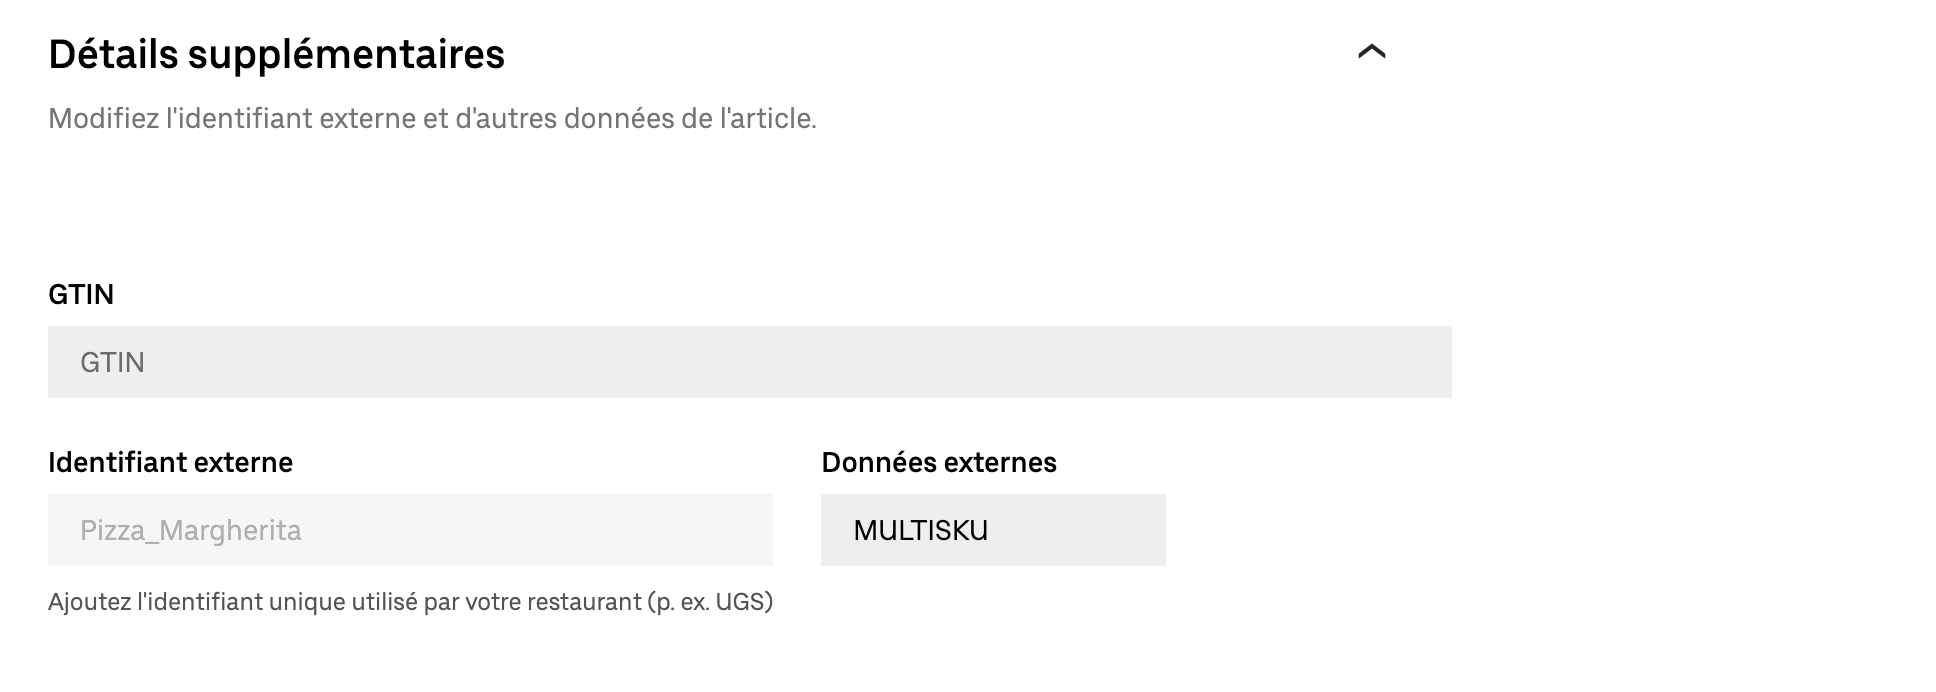 Détails supplémentaires
Modifiez l'identifiant externe et d'autres données de l'article.
GTIN
GTIN
Identifiant externe
Données externes
Pizza_Margherita
MULTISKU
Ajoutez l'identifiant unique utilisé par votre restaurant (p. ex. UGS)